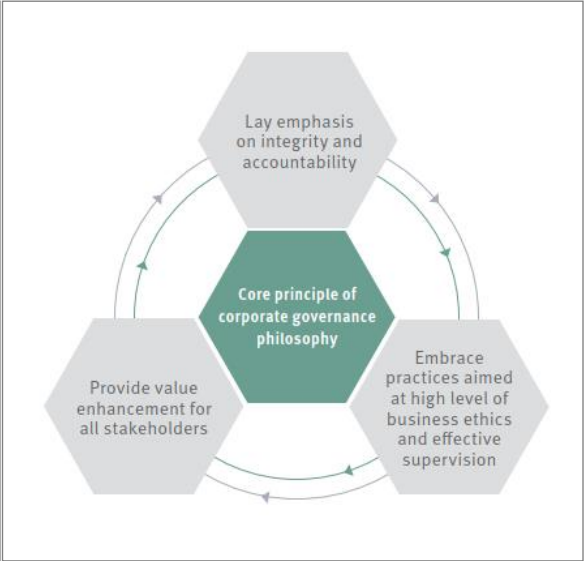 Lay emphasis
on integrity and
accountability
Core principle of
corporate governance
philosophy
Provide value
enhancement for
all stakeholders
Embrace
practices aimed
at high level of
business ethics
and effective
supervision